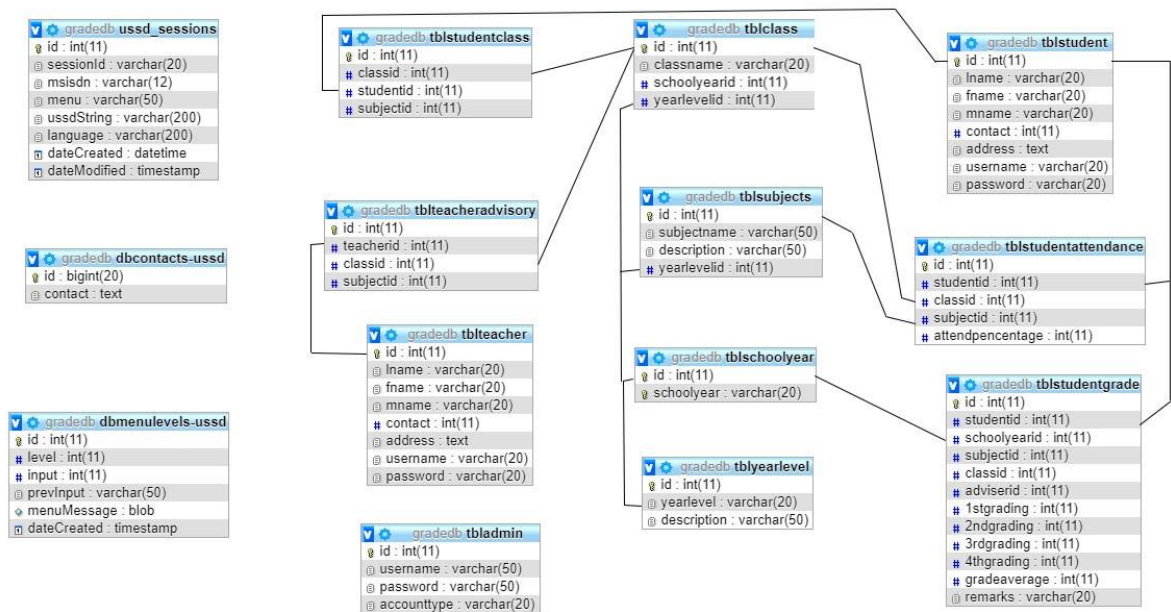 gradedb ussd_sessions
id : int(11)
sessionId : varchar(20)
msisdn : varchar(12)
menu : varchar(50)
ussdString : varchar(200)
language : varchar(200)
dateCreated : datetime
dateModified : timestamp
gradedb dbcontacts-ussd
id : bigint(20)
contact : text
gradedb dbmenulevels-ussd
id : int(11)
level : int(11)
input : int(11)
prevInput : varchar(50)
menuMessage : blob
dateCreated : timestamp
gradedb tblstudentclass
id : int(11)
classid : int(11)
studentid : int(11)
subjectid : int(11)
gradedb tblteacheradvisory
id : int(11)
teacherid : int(11)
classid : int(11)
subjectid : int(11)
gradedb tblteacher
id : int(11)
lname : varchar(20)
fname : varchar(20)
mname : varchar(20)
contact : int(11)
address : text
username : varchar(20)
password : varchar(20)
gradedb tbladmin
id : int(11)
username : varchar(50)
password : varchar(50)
accounttype : varchar(20)
gradedb tblclass
id : int(11)
classname : varchar(20)
schoolyearid : int(11)
yearlevelid : int(11)
gradedb tblsubjects
id : int(11)
subjectname : varchar(50)
description : varchar(50)
yearlevelid : int(11)
gradedb tblschoolyear
id : int(11)
schoolyear : varchar(20)
gradedb tblyearlevel
id : int(11)
yearlevel : varchar(20)
description : varchar(50)
gradedb tblstudent
id : int(11)
lname : varchar(20)
fname : varchar(20)
mname : varchar(20)
contact : int(11)
address : text
username : varchar(20)
password : varchar(20)
gradedb tblstudentattendance
id : int(11)
studentid : int(11)
classid : int(11)
subjectid : int(11)
attendpencentage : int(11)
gradedb tblstudentgrade
id : int(11)
studentid : int(11)
schoolyearid : int(11)
subjectid : int(11)
classid : int(11)
adviserid : int(11)
1stgrading : int(11)
2ndgrading : int(11)
3rdgrading : int(11)
4thgrading : int(11)
gradeaverage : int(11)
remarks : varchar(20)